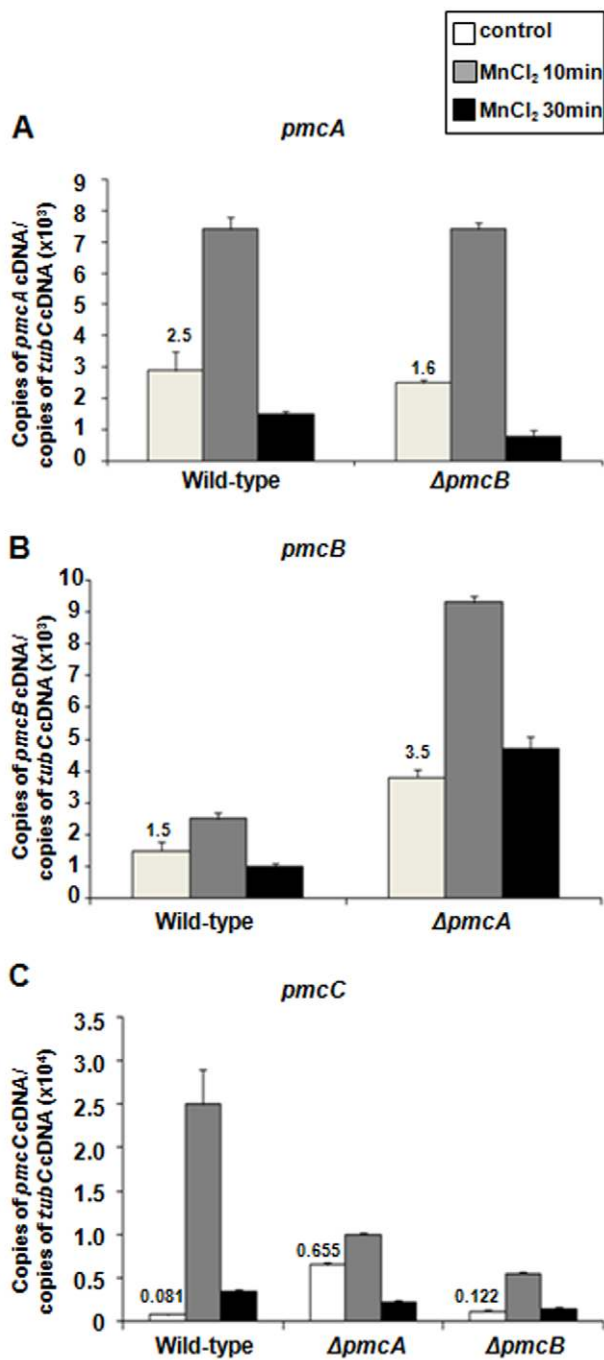 control
MnCl₂ 10min
MnCl₂ 30min
A
pmcA
Copies of pmcA cDNA/
copies of tubC cDNA (x10³)
9
8
7
6
5
4
3
2
1
0
2.5
1.6
Wild-type
ΔpmcB
B
pmcB
Copies of pmcB cDNA/
copies of tubC cDNA (x10³)
10
9
8
7
6
5
4
3
2
1
0
1.5
3.5
Wild-type
ΔpmcA
C
pmcC
Copies of pmcC cDNA/
copies of tubC cDNA (x10⁴)
3.5
3.0
2.5
2.0
1.5
1.0
0.5
0
0.081
0.655
0.122
Wild-type
ΔpmcA
ΔpmcB